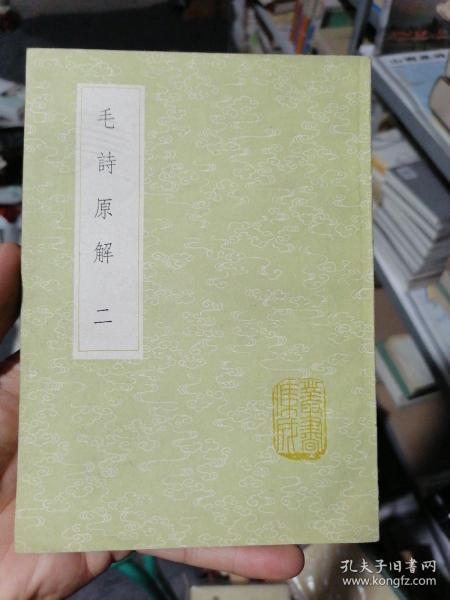 毛詩原解 二
叢書
集成
孔夫子旧书网
www.kongfz.com